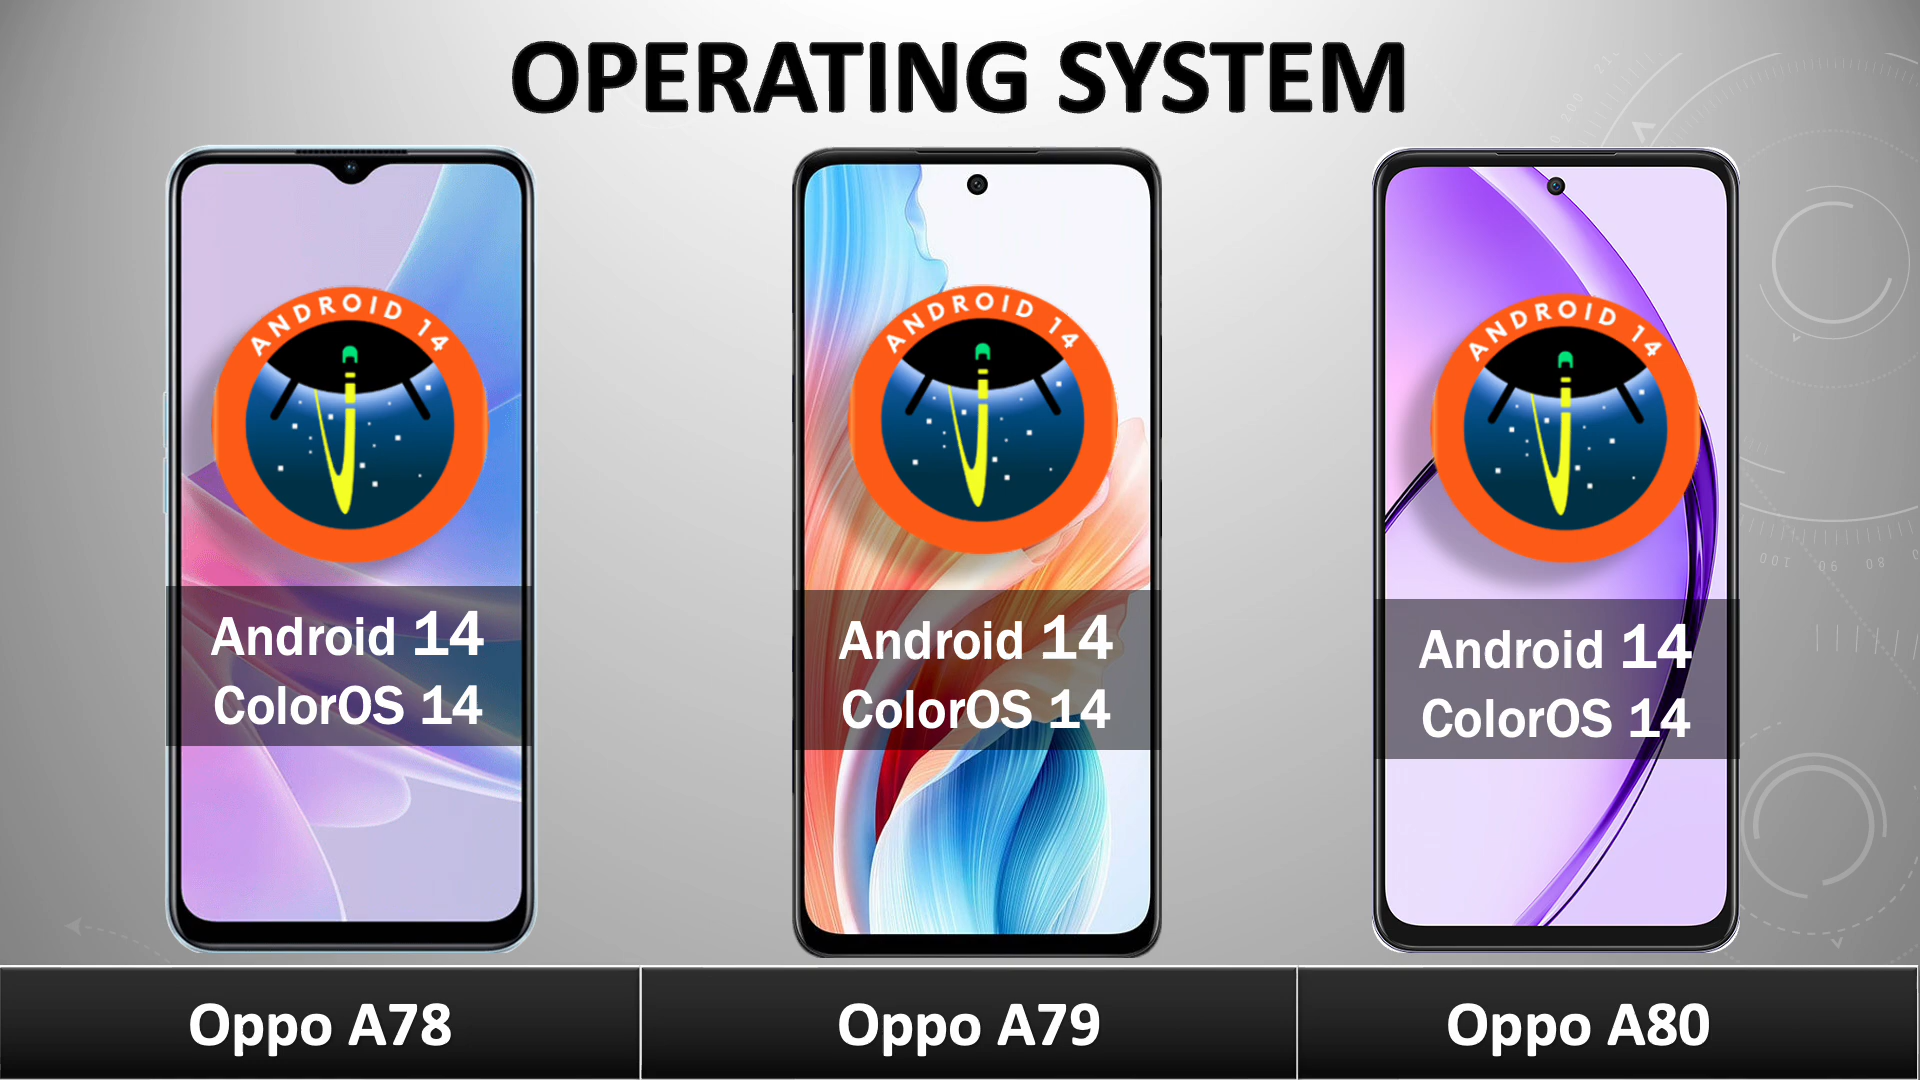 OPERATING SYSTEM
ANDROID 14
Android 14
ColorOS 14
ANDROID 14
Android 14
ColorOS 14
ANDROID 14
Android 14
ColorOS 14
Oppo A78
Oppo A79
Oppo A80